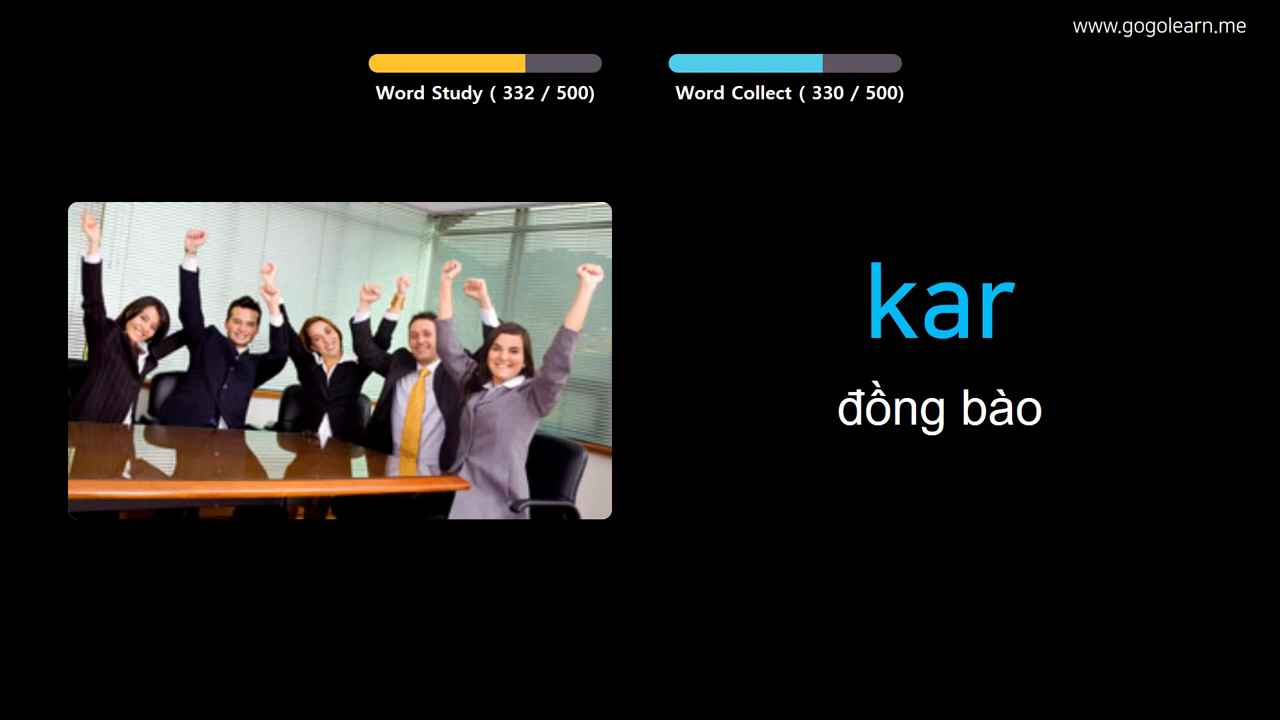 www.gogolearn.me
Word Study ( 332 / 500)
Word Collect ( 330 / 500)
kar
đồng bào